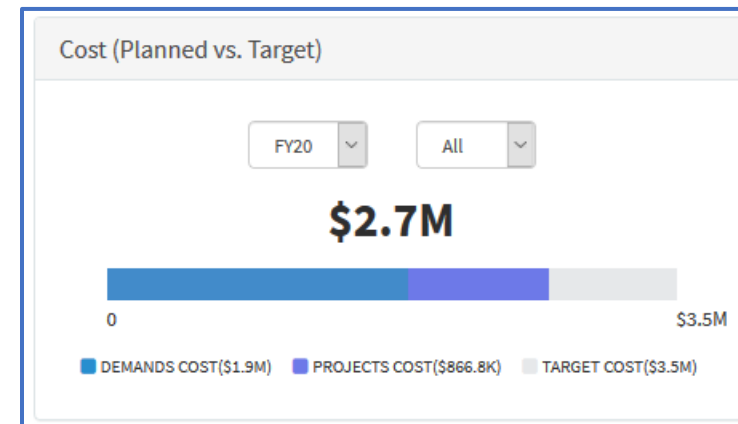 Cost (Planned vs. Target)
FY20 All
$2.7M
0 $3.5M
DEMANDS COST($1.9M) PROJECTS COST($866.8K) TARGET COST($3.5M)